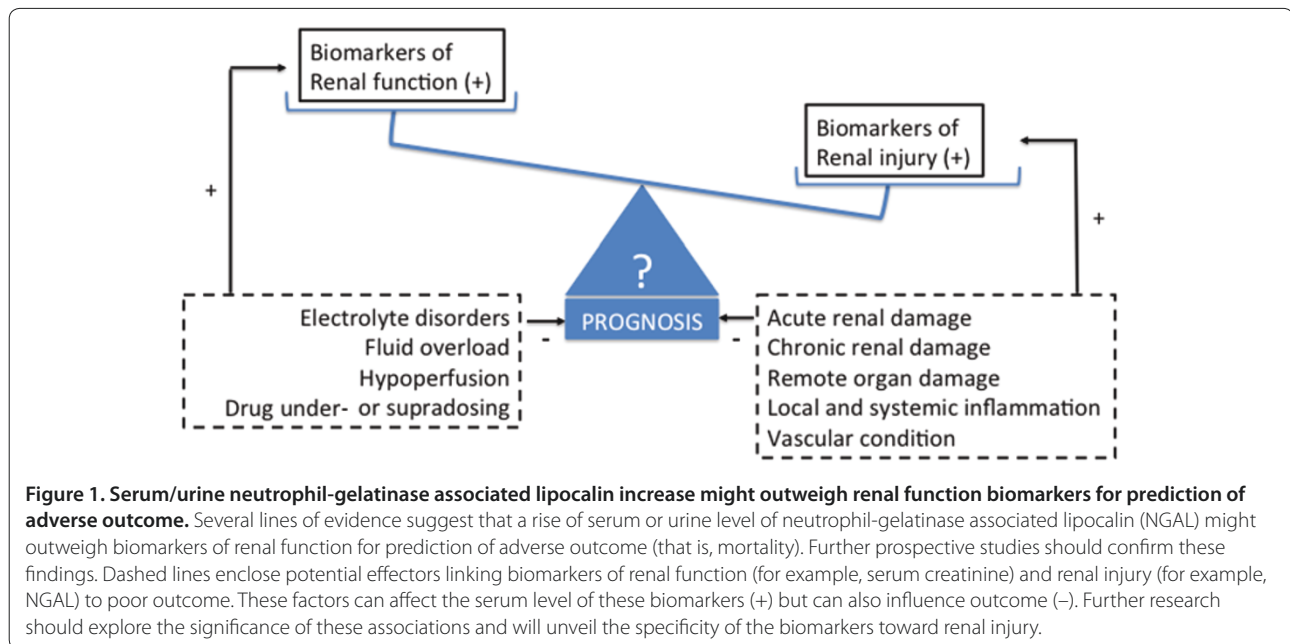 Biomarkers of
Renal function (+)
Biomarkers of
Renal injury (+)
+
+
?
PROGNOSIS
-
-
Electrolyte disorders
Fluid overload
Hypoperfusion
Drug under- or supradosing
Acute renal damage
Chronic renal damage
Remote organ damage
Local and systemic inflammation
Vascular condition
Figure 1. Serum/urine neutrophil-gelatinase associated lipocalin increase might outweigh renal function biomarkers for prediction of
adverse outcome. Several lines of evidence suggest that a rise of serum or urine level of neutrophil-gelatinase associated lipocalin (NGAL) might
outweigh biomarkers of renal function for prediction of adverse outcome (that is, mortality). Further prospective studies should confirm these
findings. Dashed lines enclose potential effectors linking biomarkers of renal function (for example, serum creatinine) and renal injury (for example,
NGAL) to poor outcome. These factors can affect the serum level of these biomarkers (+) but can also influence outcome (–). Further research
should explore the significance of these associations and will unveil the specificity of the biomarkers toward renal injury.